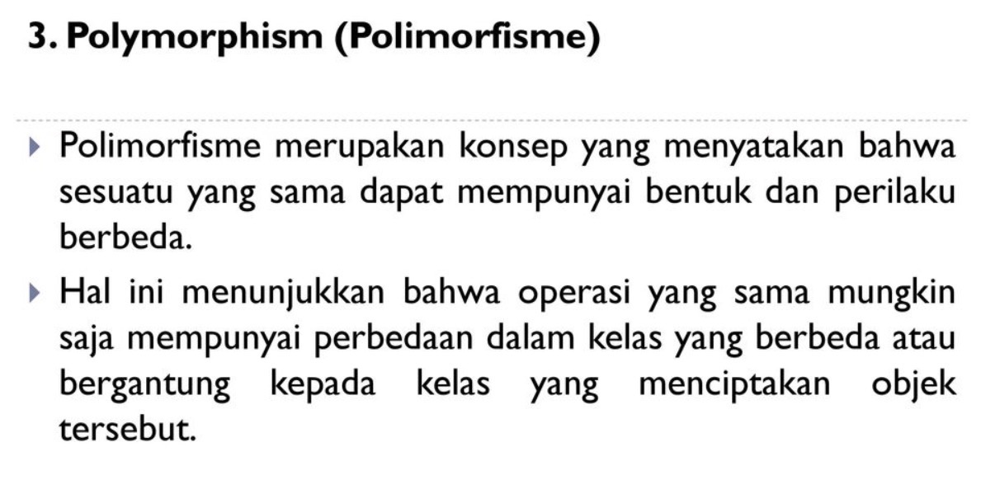 3. Polymorphism (Polimorfisme)
Polimorfisme merupakan konsep yang menyatakan bahwa
sesuatu yang sama dapat mempunyai bentuk dan perilaku
berbeda.
Hal ini menunjukkan bahwa operasi yang sama mungkin
saja mempunyai perbedaan dalam kelas yang berbeda atau
bergantung kepada kelas yang menciptakan objek
tersebut.